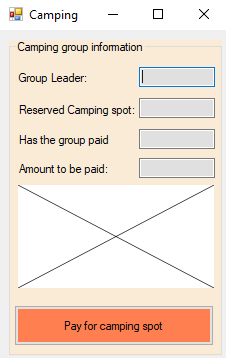 Camping
Camping group information
Group Leader:
Reserved Camping spot:
Has the group paid
Amount to be paid:
Pay for camping spot